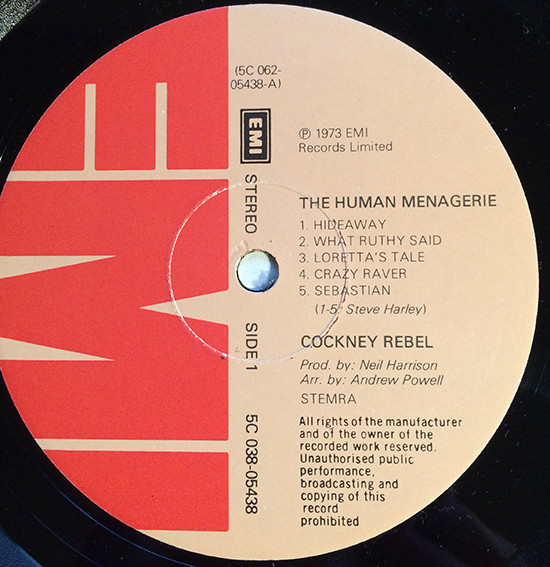 (5C 062-
05438-A)
EMI
℗ 1973 EMI
Records Limited
STEREO
SIDE 1
5C 038-05438
THE HUMAN MENAGERIE
1. HIDEAWAY
2. WHAT RUTHY SAID
3. LORETTA'S TALE
4. CRAZY RAVER
5. SEBASTIAN
(1-5: Steve Harley)
COCKNEY REBEL
Prod. by: Neil Harrison
Arr. by: Andrew Powell
STEMRA
All rights of the manufacturer
and of the owner of the
recorded work reserved.
Unauthorised public
performance,
broadcasting and
copying of this
record
prohibited